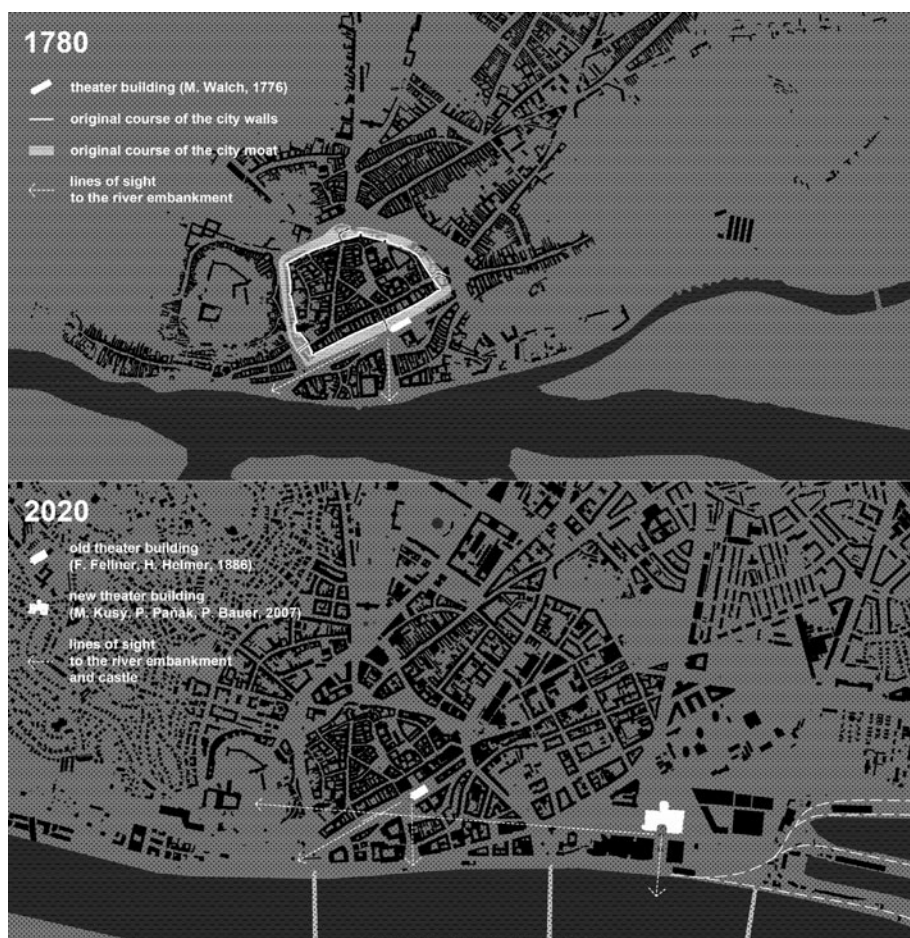 1780
theater building (M. Walch, 1776)
original course of the city walls
original course of the city moat
lines of sight
to the river embankment
2020
old theater building
(F. Fellner, H. Helmer, 1886)
new theater building
(M. Kusý, P. Paňák, P. Bauer, 2007)
lines of sight
to the river embankment
and castle